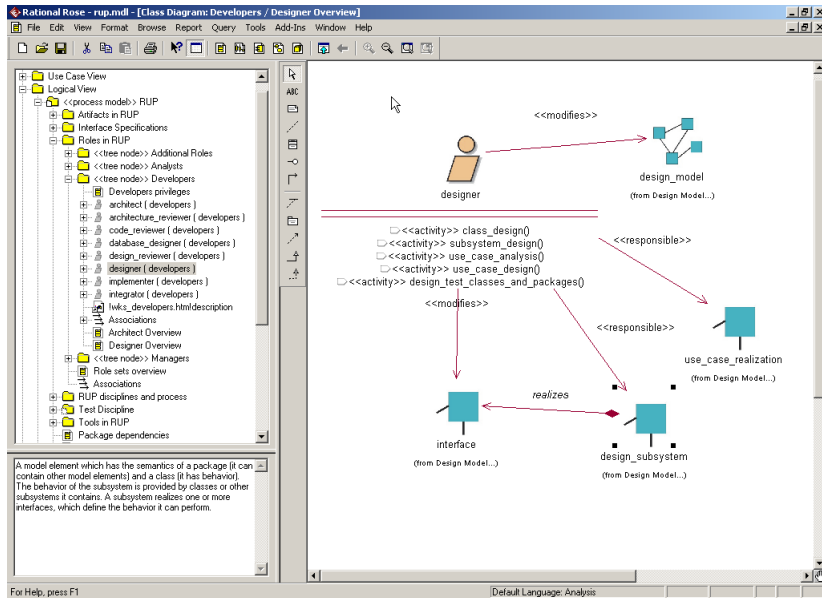 Rational Rose - rup.mdl - [Class Diagram: Developers / Designer Overview]
File Edit View Format Browse Report Query Tools Add-Ins Window Help
Use Case View
Logical View
<<process model>> RUP
Artifacts in RUP
Interface Specifications
Roles in RUP
<<tree node>> Additional Roles
<<tree node>> Analysts
<<tree node>> Developers
Developers privileges
architect ( developers )
architecture_reviewer ( developers )
code_reviewer ( developers )
database_designer ( developers )
design_reviewer ( developers )
designer ( developers )
implementer ( developers )
integrator ( developers )
!wks_developers.htmldescription
Associations
Architect Overview
Designer Overview
<<tree node>> Managers
Role sets overview
Associations
RUP disciplines and process
Test Discipline
Tools in RUP
Package dependencies
A model element which has the semantics of a package (it can
contain other model elements) and a class (it has behavior).
The behavior of the subsystem is provided by classes or other
subsystems it contains. A subsystem realizes one or more
interfaces, which define the behavior it can perform.
ABC
<<modifies>>
designer
design_model
(from Design Model...)
<<activity>> class_design()
<<activity>> subsystem_design()
<<activity>> use_case_analysis()
<<activity>> use_case_design()
<<activity>> design_test_classes_and_packages()
<<responsible>>
<<modifies>>
<<responsible>>
use_case_realization
(from Design Model...)
realizes
interface
(from Design Model...)
design_subsystem
(from Design Model...)
For Help, press F1
Default Language: Analysis